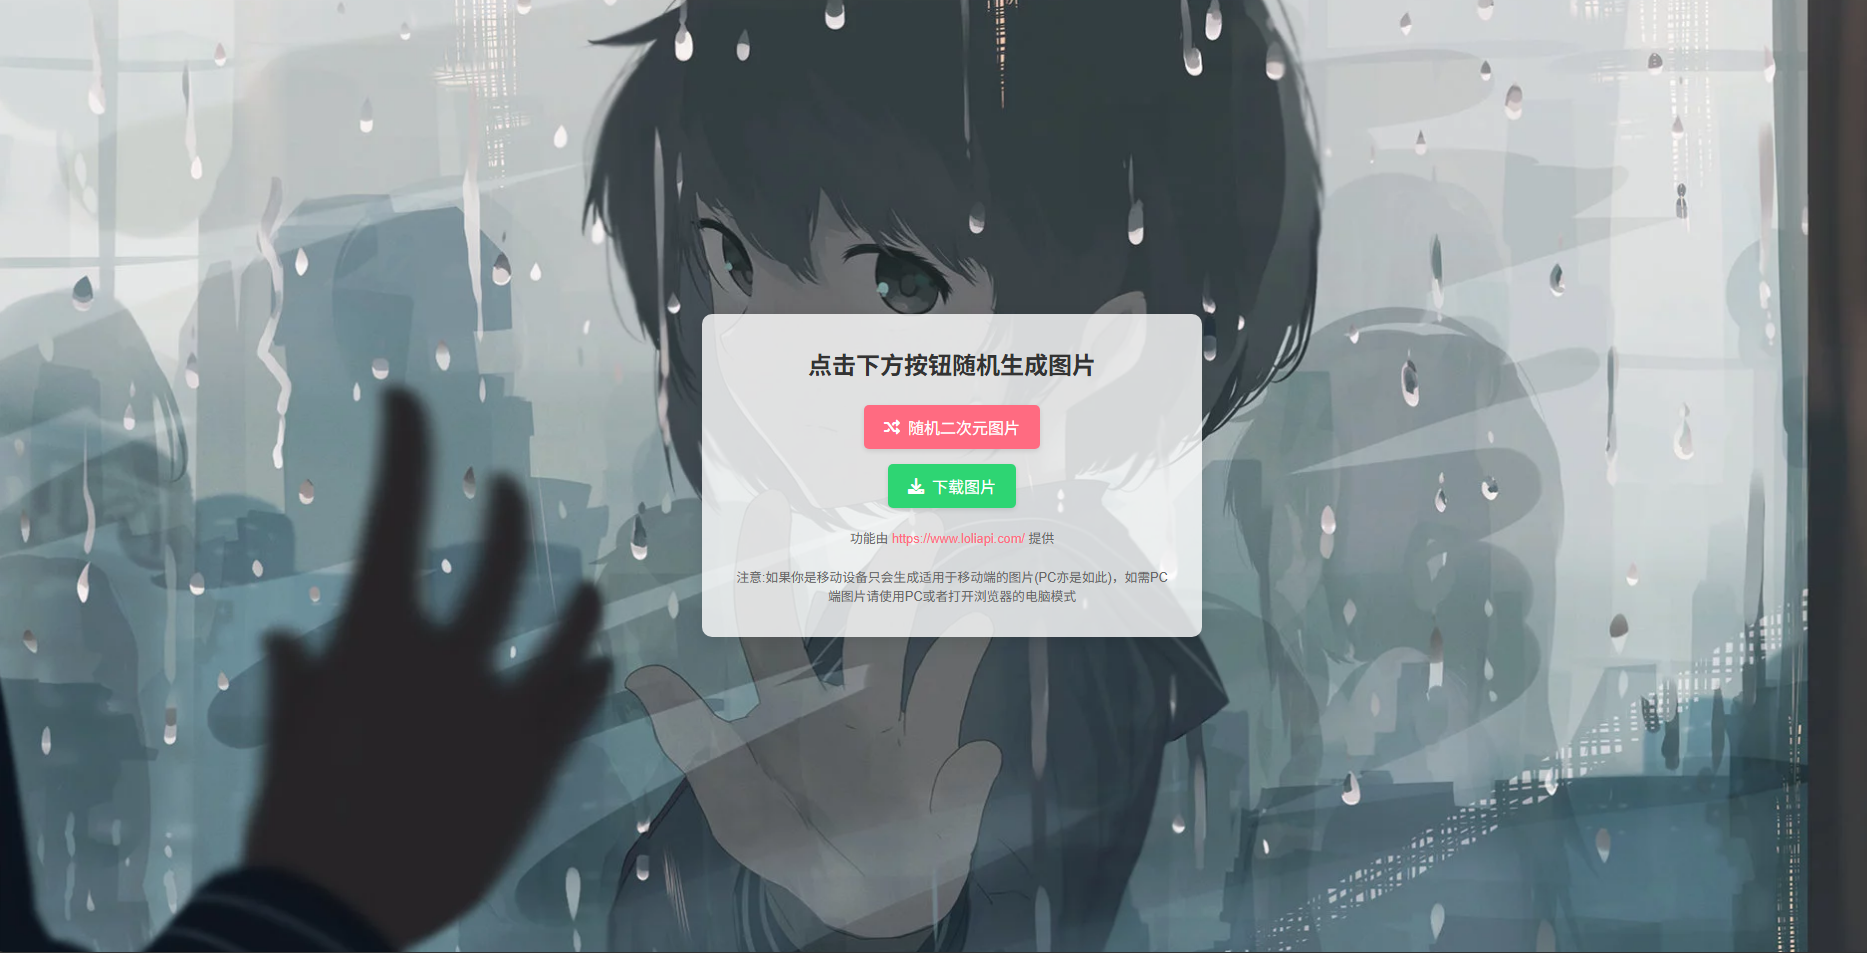 点击下方按钮随机生成图片
随机二次元图片
下载图片
功能由 https://www.loliapi.com/ 提供
注意:如果你是移动设备只会生成适用于移动端的图片(PC亦是如此)，如需PC
端图片请使用PC或者打开浏览器的电脑模式